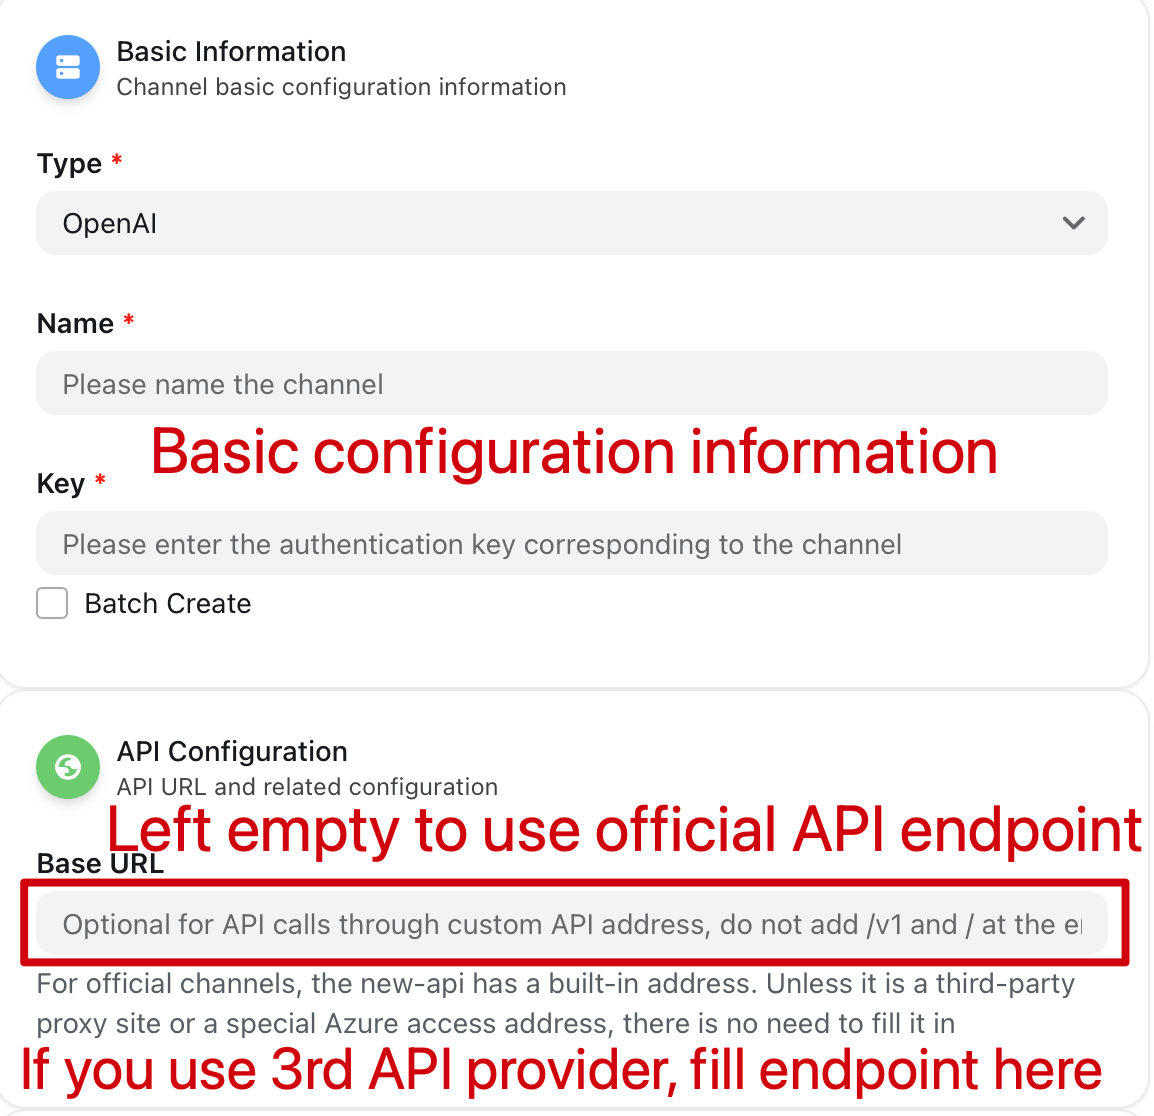 Basic Information
Channel basic configuration information
Type *
OpenAI
Name *
Please name the channel
Basic configuration information
Key *
Please enter the authentication key corresponding to the channel
Batch Create
API Configuration
API URL and related configuration
Left empty to use official API endpoint
Base URL
Optional for API calls through custom API address, do not add /v1 and / at the
For official channels, the new-api has a built-in address. Unless it is a third-party
proxy site or a special Azure access address, there is no need to fill it in
If you use 3rd API provider, fill endpoint here